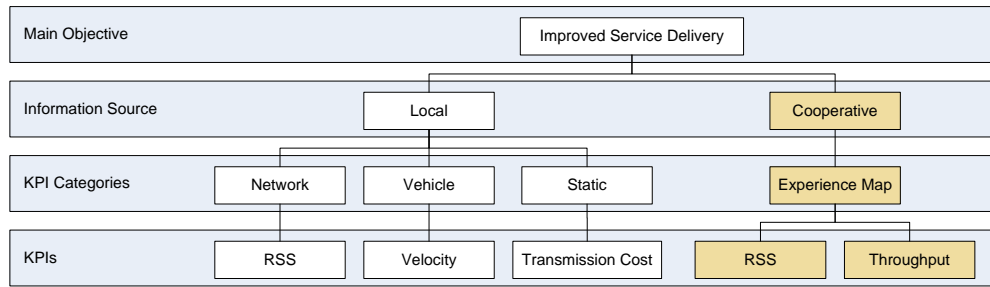 Main Objective
Improved Service Delivery
Information Source
Local
Cooperative
KPI Categories
Network
Vehicle
Static
Experience Map
KPIs
RSS
Velocity
Transmission Cost
RSS
Throughput